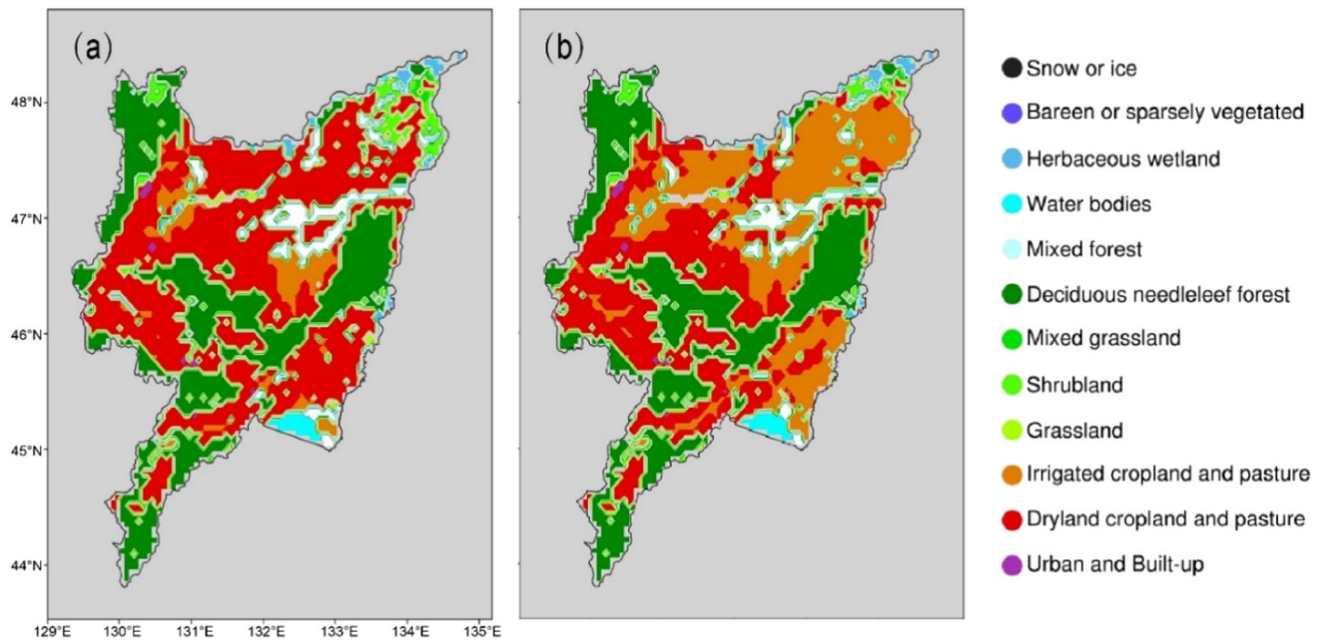 (a)
(b)
48°N
47°N
46°N
45°N
44°N
129°E 130°E 131°E 132°E 133°E 134°E 135°E
Snow or ice
Bareen or sparsely vegetated
Herbaceous wetland
Water bodies
Mixed forest
Deciduous needleleef forest
Mixed grassland
Shrubland
Grassland
Irrigated cropland and pasture
Dryland cropland and pasture
Urban and Built-up